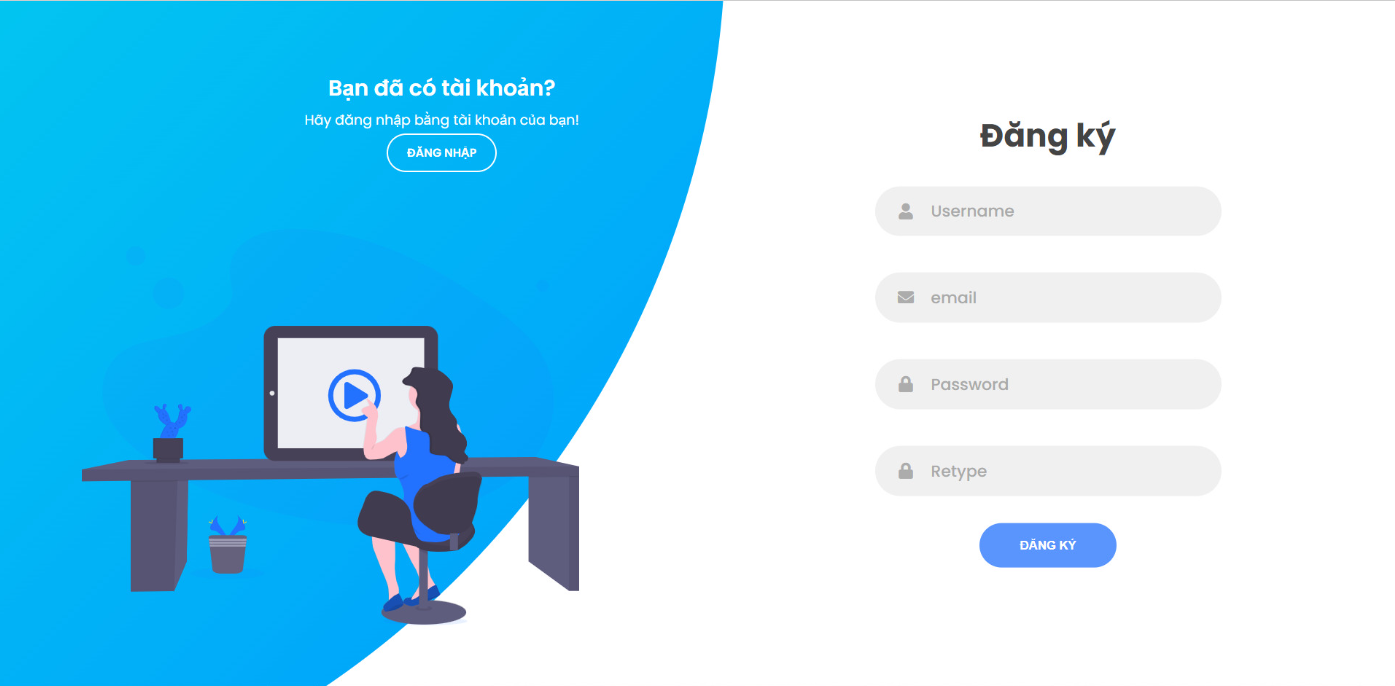 Bạn đã có tài khoản?
Hãy đăng nhập bằng tài khoản của bạn!
ĐĂNG NHẬP
Đăng ký
Username
email
Password
Retype
ĐĂNG KÝ